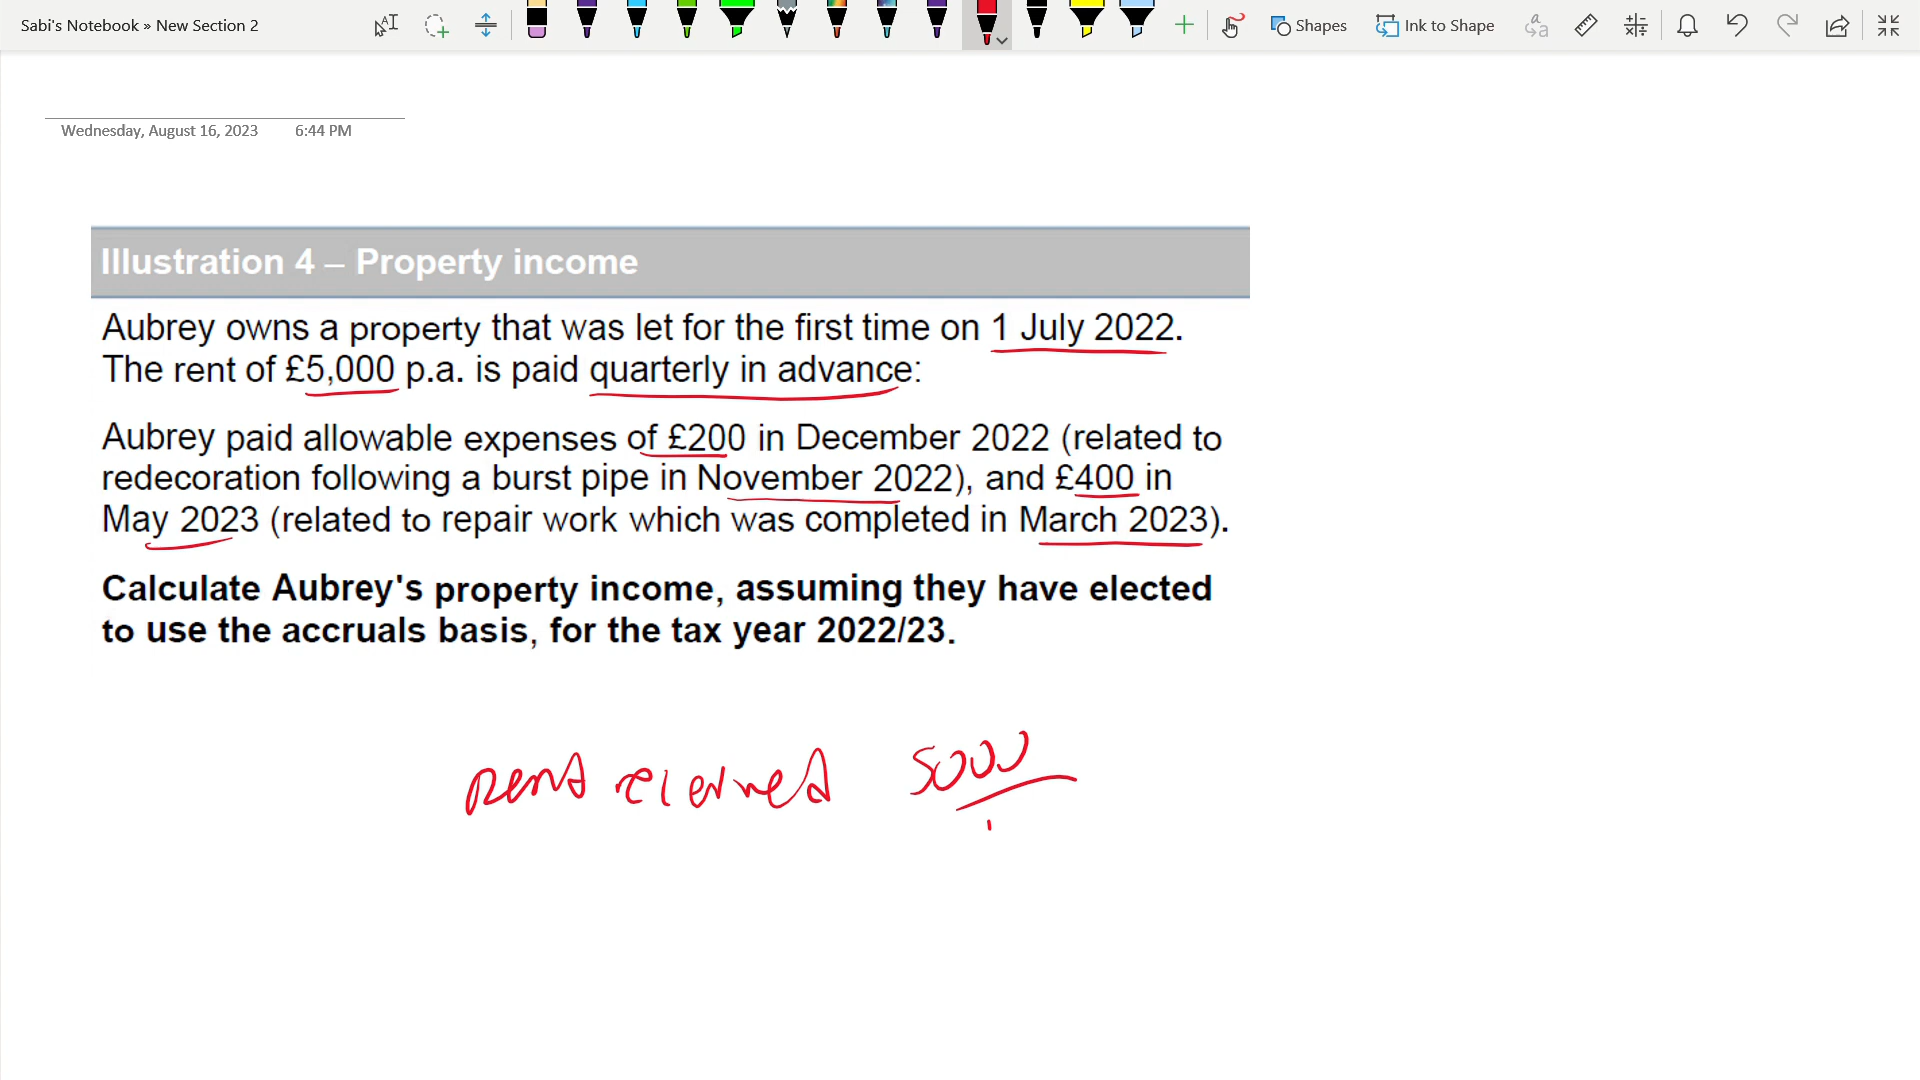 Sabi's Notebook » New Section 2
Shapes
Ink to Shape
Wednesday, August 16, 2023 6:44 PM
Illustration 4 – Property income
Aubrey owns a property that was let for the first time on 1 July 2022.
The rent of £5,000 p.a. is paid quarterly in advance:
Aubrey paid allowable expenses of £200 in December 2022 (related to
redecoration following a burst pipe in November 2022), and £400 in
May 2023 (related to repair work which was completed in March 2023).
Calculate Aubrey's property income, assuming they have elected
to use the accruals basis, for the tax year 2022/23.
Rent 5000